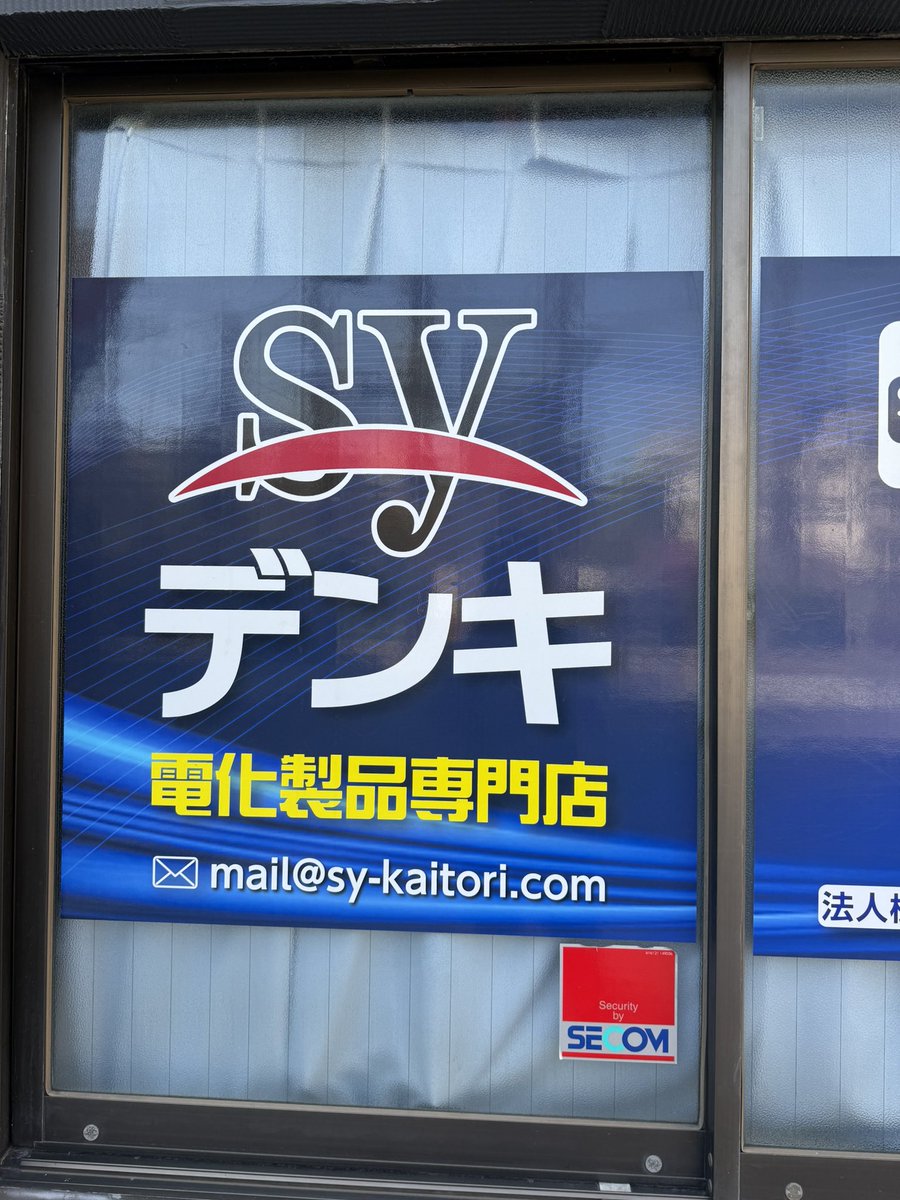 sy
デンキ
電化製品専門店
mail@sy-kaitori.com
Security
by
SECOM
法人